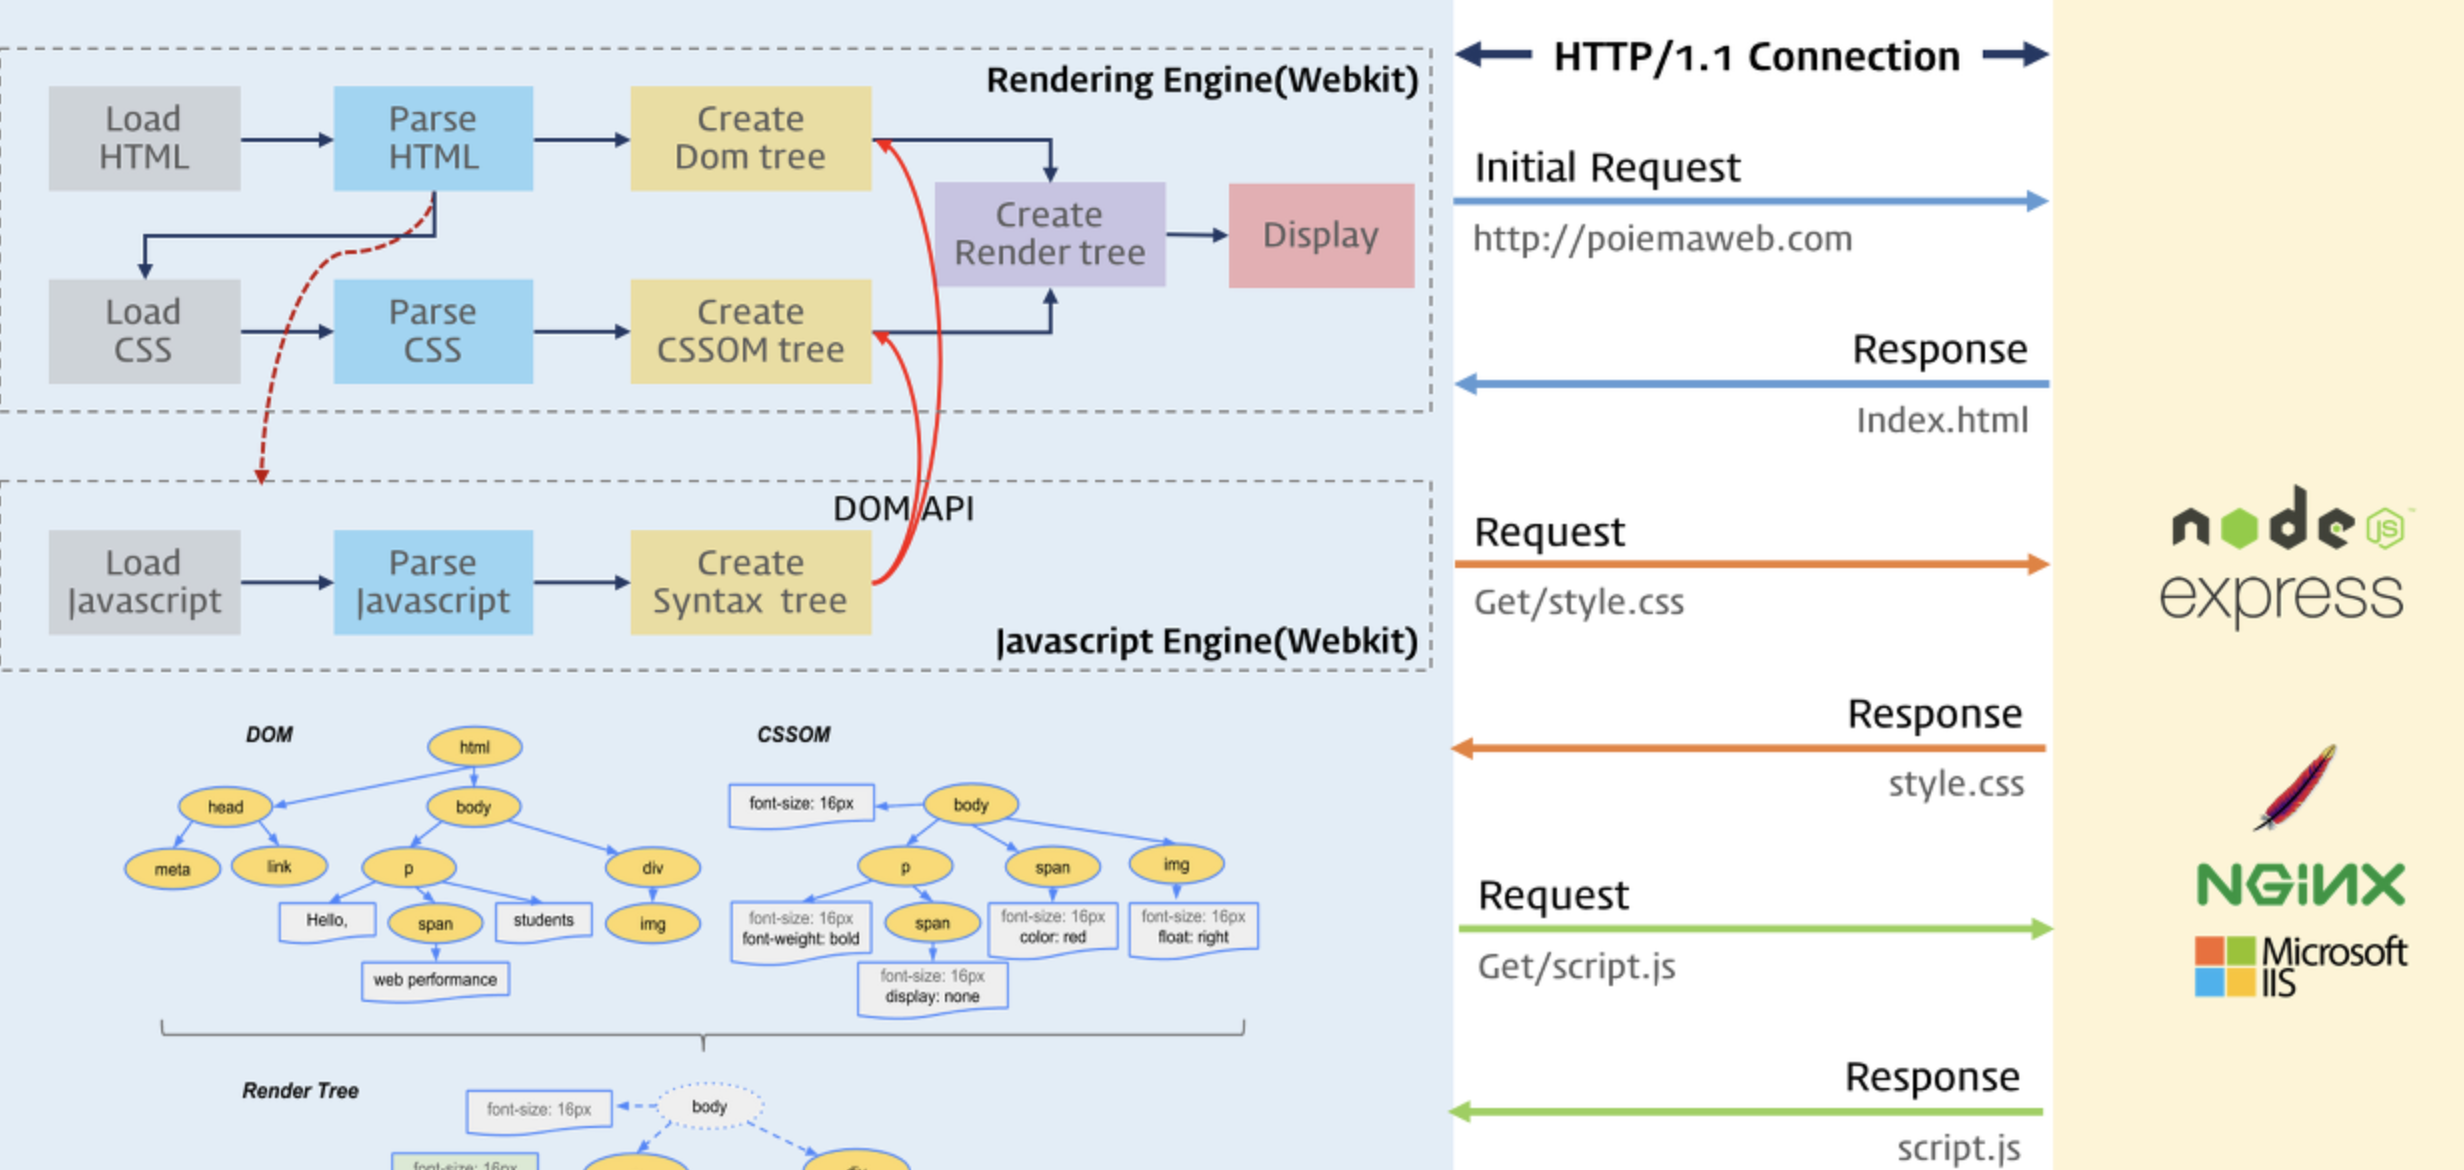 Rendering Engine(Webkit)
Load
HTML
Parse
HTML
Create
Dom tree
Create
Render tree
Display
Load
CSS
Parse
CSS
Create
CSSOM tree
DOM API
Load
Javascript
Parse
Javascript
Create
Syntax tree
Javascript Engine(Webkit)
DOM
html
head
body
meta
link
p
div
Hello,
span
students
img
web performance
CSSOM
font-size: 16px
body
p
span
img
font-size: 16px
font-weight: bold
span
font-size: 16px
color: red
font-size: 16px
float: right
font-size: 16px
display: none
Render Tree
font-size: 16px
body
font-size: 16px
HTTP/1.1 Connection
Initial Request
http://poiemaweb.com
Response
Index.html
Request
Get/style.css
Response
style.css
Request
Get/script.js
Response
script.js
node
JS
™
express
NGINX
Microsoft
IIS